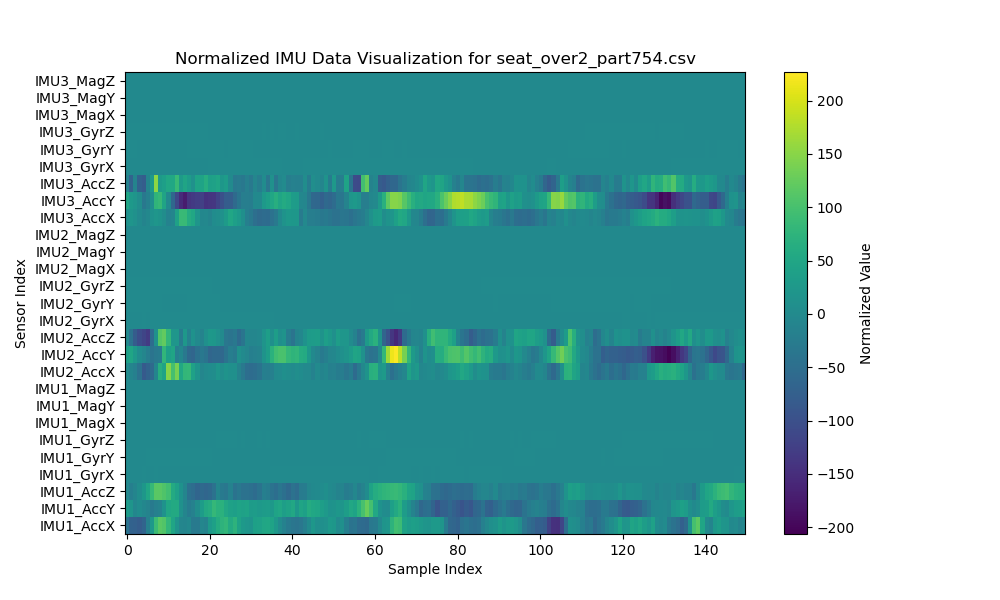 Normalized IMU Data Visualization for seat_over2_part754.csv
IMU3_MagZ
IMU3_MagY
IMU3_MagX
IMU3_GyrZ
IMU3_GyrY
IMU3_GyrX
IMU3_AccZ
IMU3_AccY
IMU3_AccX
IMU2_MagZ
IMU2_MagY
IMU2_MagX
IMU2_GyrZ
IMU2_GyrY
IMU2_GyrX
IMU2_AccZ
IMU2_AccY
IMU2_AccX
IMU1_MagZ
IMU1_MagY
IMU1_MagX
IMU1_GyrZ
IMU1_GyrY
IMU1_GyrX
IMU1_AccZ
IMU1_AccY
IMU1_AccX
Sensor Index
0 20 40 60 80 100 120 140
Sample Index
200
150
100
50
0
−50
−100
−150
−200
Normalized Value